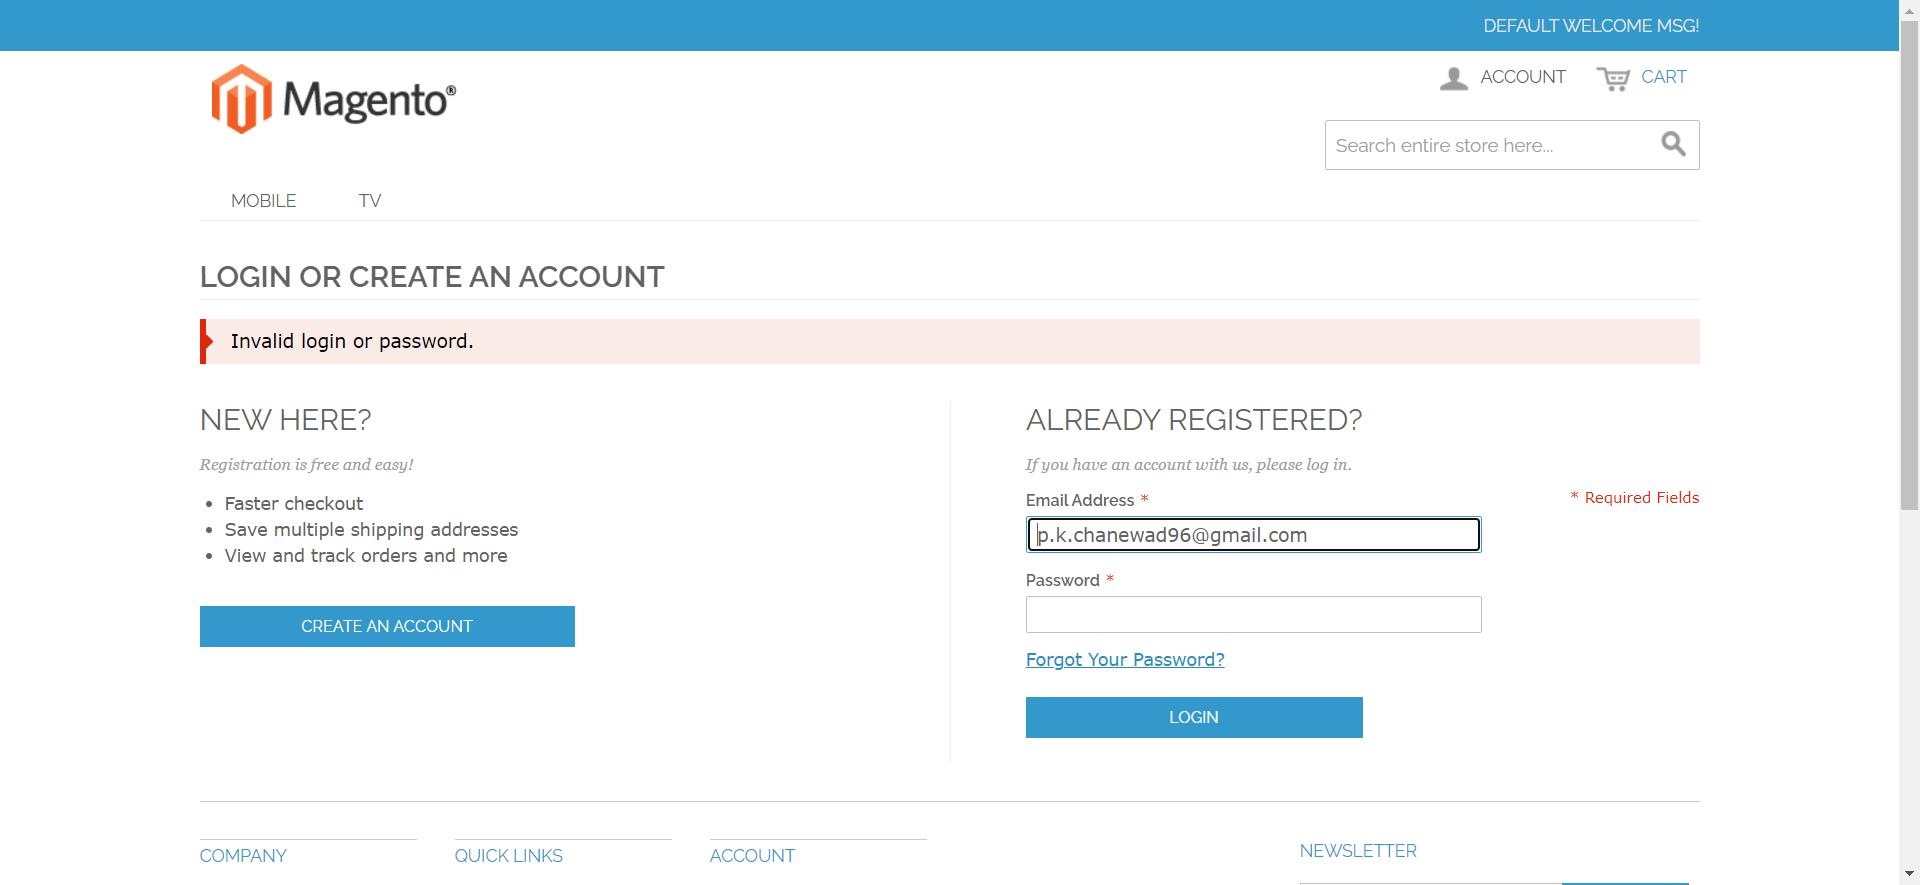 DEFAULT WELCOME MSG!
Magento®
ACCOUNT
CART
Search entire store here...
MOBILE
TV
LOGIN OR CREATE AN ACCOUNT
Invalid login or password.
NEW HERE?
Registration is free and easy!
• Faster checkout
• Save multiple shipping addresses
• View and track orders and more
CREATE AN ACCOUNT
ALREADY REGISTERED?
If you have an account with us, please log in.
Email Address *
* Required Fields
p.k.chanewad96@gmail.com
Password *
Forgot Your Password?
LOGIN
COMPANY
QUICK LINKS
ACCOUNT
NEWSLETTER